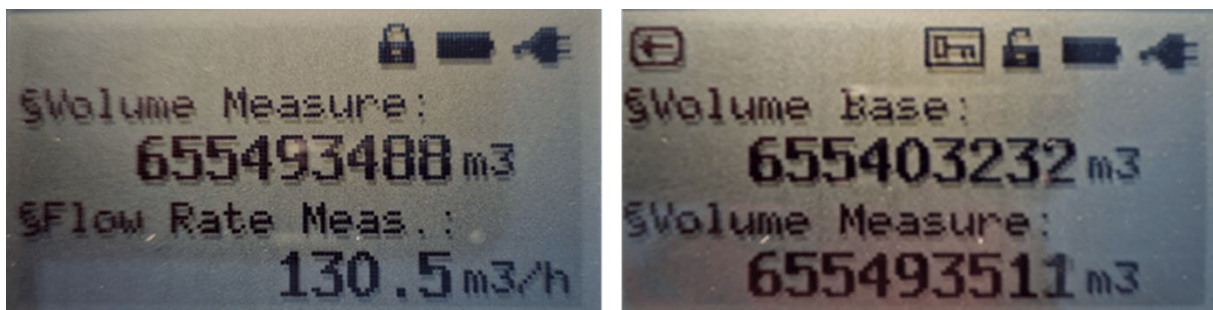 §Volume Measure:
655493488 m3
§Flow Rate Meas.:
130.5 m3/h
§Volume Base:
655403232 m3
§Volume Measure:
655493511 m3